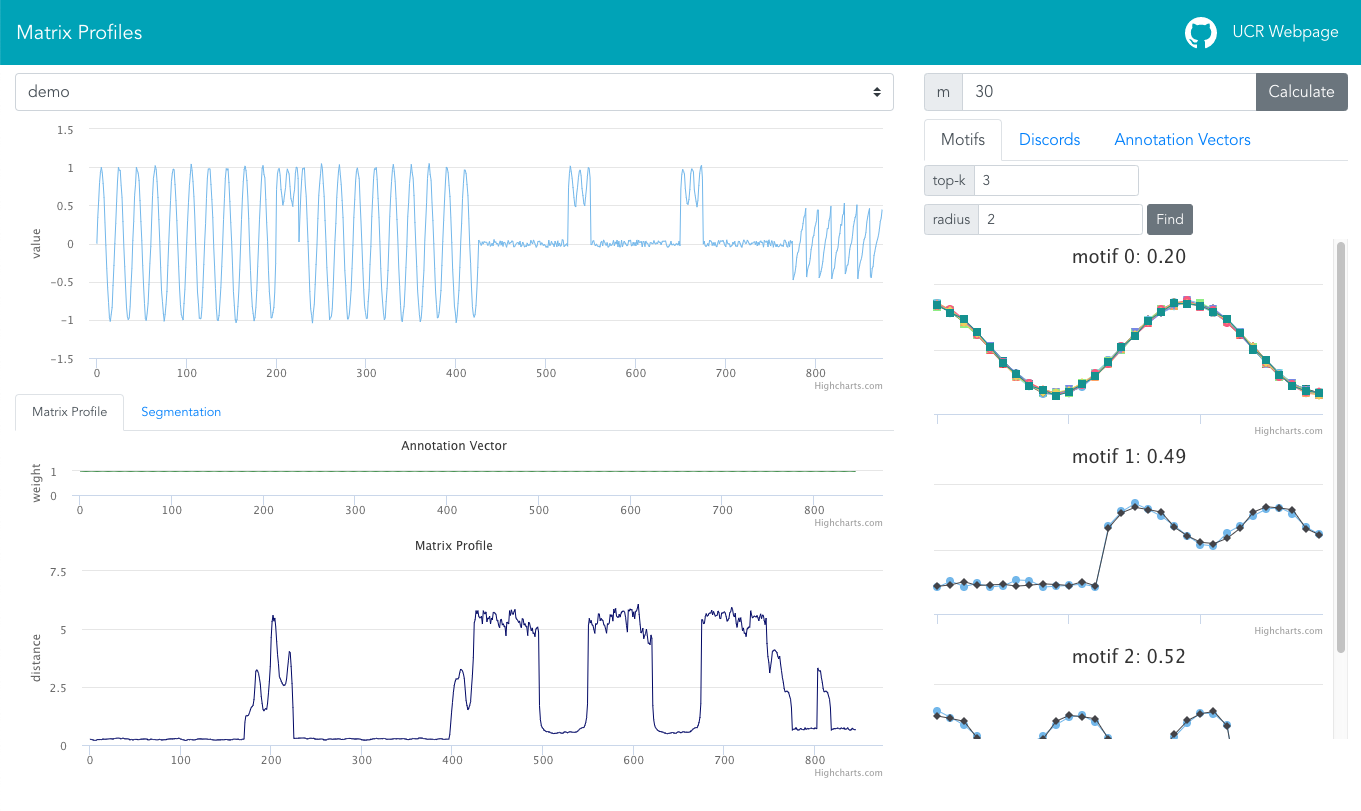 Matrix Profiles
UCR Webpage
demo
m 30 Calculate
Motifs Discords Annotation Vectors
top-k 3
radius 2 Find
value
1.5
1
0.5
0
−0.5
−1
−1.5
0 100 200 300 400 500 600 700 800
Highcharts.com
Matrix Profile Segmentation
Annotation Vector
weight
1
0
0 100 200 300 400 500 600 700 800
Highcharts.com
Matrix Profile
distance
7.5
5
2.5
0
0 100 200 300 400 500 600 700 800
Highcharts.com
motif 0: 0.20
Highcharts.com
motif 1: 0.49
Highcharts.com
motif 2: 0.52